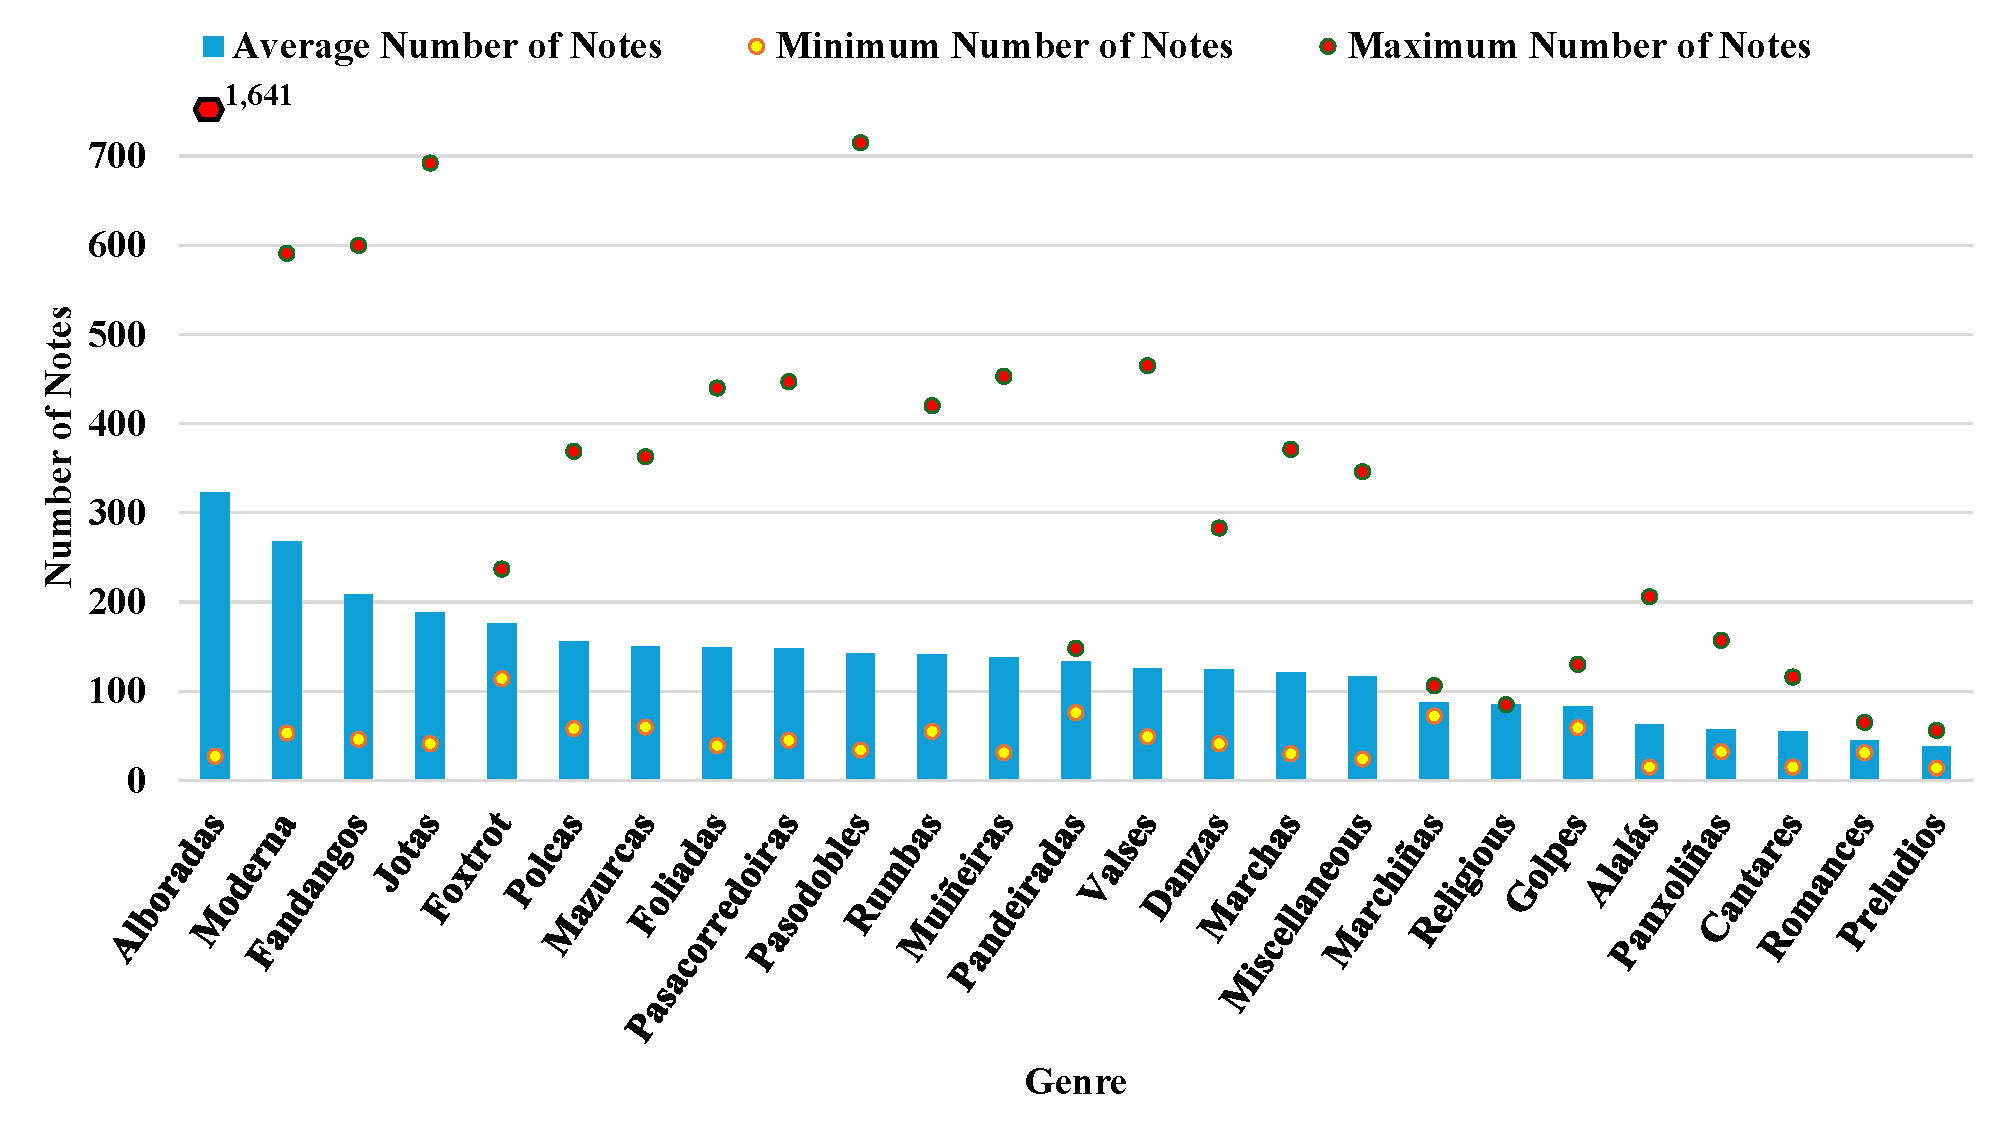 Average Number of Notes
Minimum Number of Notes
Maximum Number of Notes
1,641
700
600
500
400
300
200
100
0
Number of Notes
Alboradas
Moderna
Fandangos
Jotas
Foxtrot
Polcas
Mazurcas
Foliadas
Pasacorredoiras
Pasodobles
Rumbas
Muiñeiras
Pandeiradas
Valses
Danzas
Marchas
Miscellaneous
Marchiñas
Religious
Golpes
Alalás
Panxoliñas
Cantares
Romances
Preludios
Genre